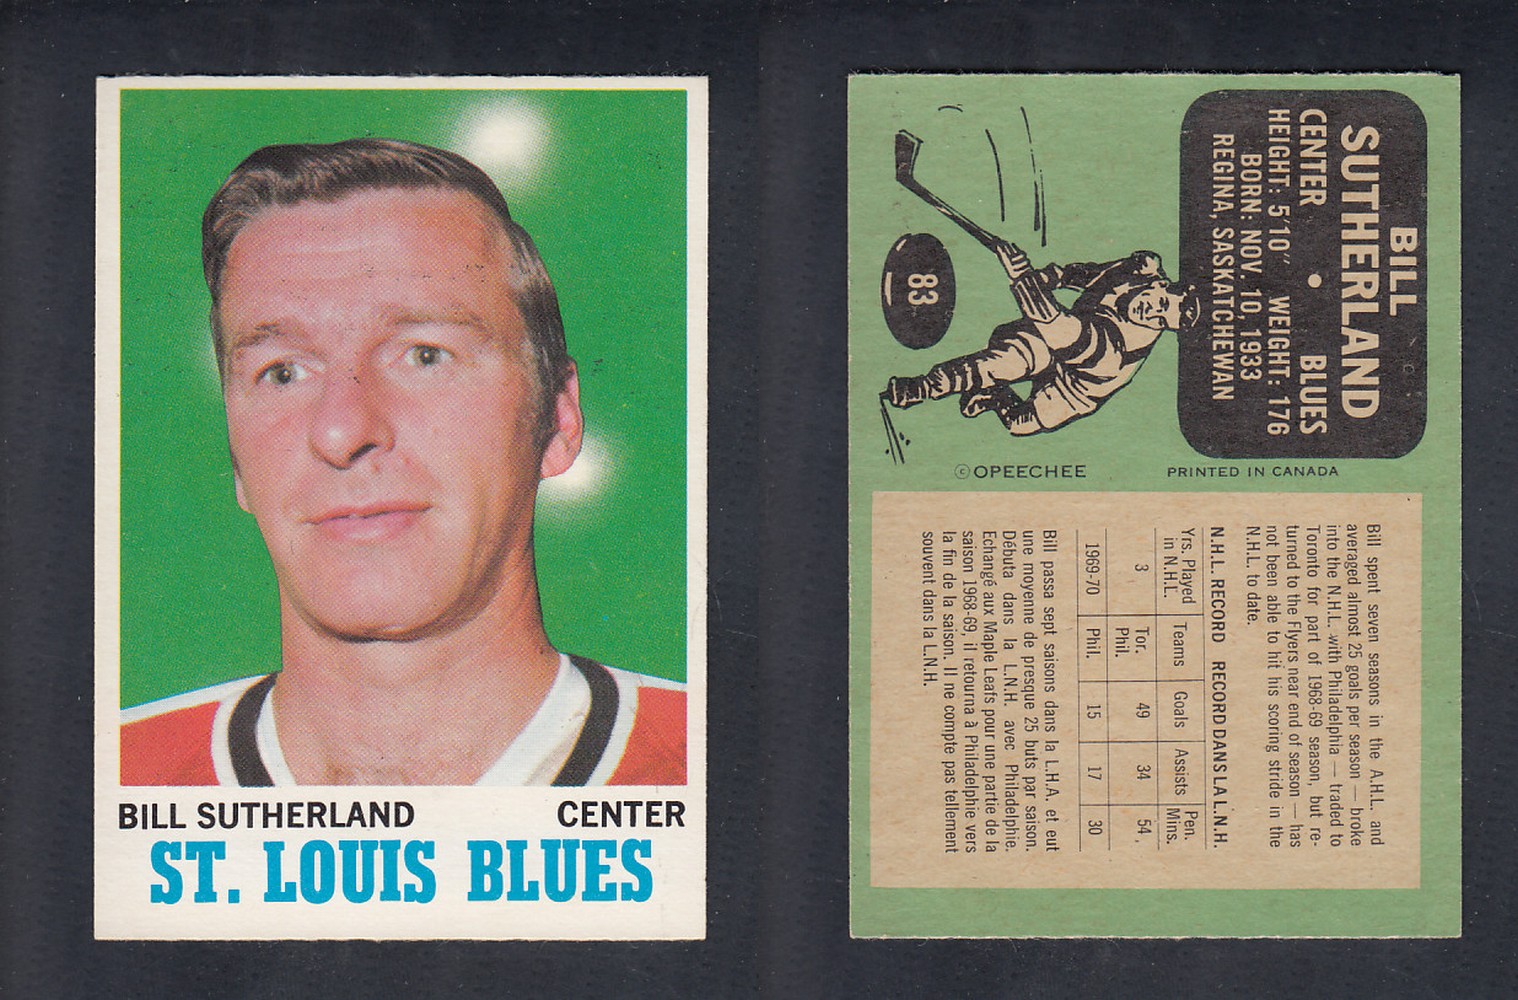 BILL SUTHERLAND CENTER
ST. LOUIS BLUES
BILL
SUTHERLAND
CENTER • BLUES
HEIGHT: 5'10" WEIGHT: 176
BORN: NOV. 10, 1933
REGINA, SASKATCHEWAN
83
© OPEECHEE PRINTED IN CANADA
Bill spent seven seasons in the A.H.L. and
averaged almost 25 goals per season — broke
into the N.H.L. with Philadelphia — traded to
Toronto for part of 1968-69 season, but re-
turned to the Flyers near end of season — has
not been able to hit his scoring stride in the
N.H.L. to date.
N.H.L. RECORD RECORD DANS LA L.N.H.
Yrs. Played in N.H.L. Teams Goals Assists Pen. Mins.
3 Tor. Phil. 49 34 54
1969-70 Phil. 15 17 30
Bill passa sept saisons dans la L.H.A. et eut
une moyenne de presque 25 buts par saison.
Débuta dans la L.N.H. avec Philadelphie.
Echangé aux Maple Leafs pour une partie de la
saison 1968-69, il retourna à Philadelphie vers
la fin de la saison. Il ne compte pas tellement
souvent dans la L.N.H.